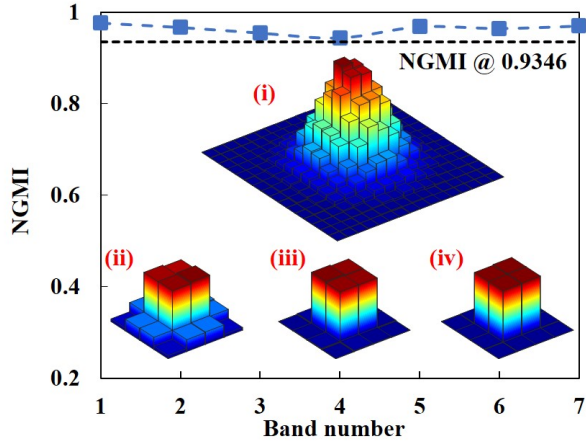 1
0.8
0.6
0.4
0.2
NGMI
NGMI @ 0.9346
(i)
(ii)
(iii)
(iv)
1 2 3 4 5 6 7
Band number